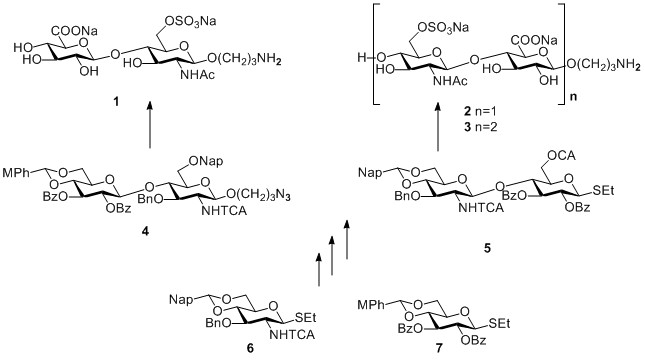 COONa
OSO₃Na
HO
HO
OH
O
O
O
O
HO
NHAc
O(CH₂)₃NH₂
1
OSO₃Na
HO
HO
O
NHAc
O
COONa
O
HO
OH
O(CH₂)₃NH₂
n
2 n=1
3 n=2
MPh
O
O
BzO
OBz
O
O
ONap
O
BnO
NHTCA
O(CH₂)₃N₃
4
Nap
O
O
BnO
NHTCA
O
O
OCA
O
BzO
OBz
SEt
5
Nap
O
O
BnO
NHTCA
O
SEt
6
MPh
O
O
BzO
OBz
O
SEt
7